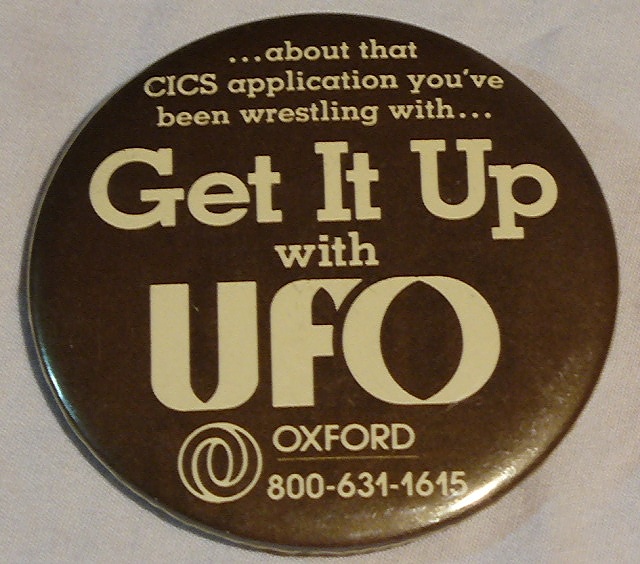 ...about that
CICS application you've
been wrestling with...
Get It Up
with
UFO
OXFORD
800-631-1615